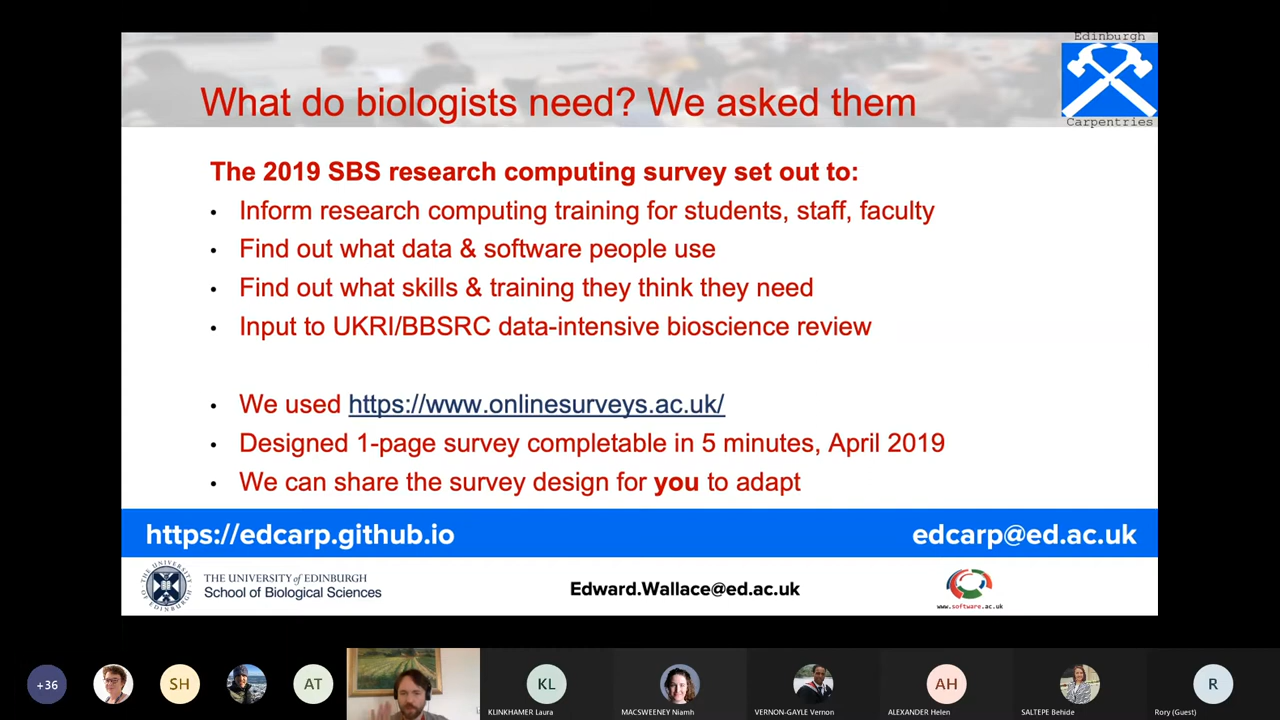 Edinburgh
What do biologists need? We asked them
Carpentries
The 2019 SBS research computing survey set out to:
• Inform research computing training for students, staff, faculty
• Find out what data & software people use
• Find out what skills & training they think they need
• Input to UKRI/BBSRC data-intensive bioscience review
• We used https://www.onlinesurveys.ac.uk/
• Designed 1-page survey completable in 5 minutes, April 2019
• We can share the survey design for you to adapt
https://edcarp.github.io
edcarp@ed.ac.uk
THE UNIVERSITY of EDINBURGH
School of Biological Sciences
Edward.Wallace@ed.ac.uk
www.software.ac.uk
+36
SH
AT
KL
AH
R
KLINKHAMER Laura
MACSWEENEY Niamh
VERNON-GAYLE Vernon
ALEXANDER Helen
SALTEPE Behide
Rory (Guest)